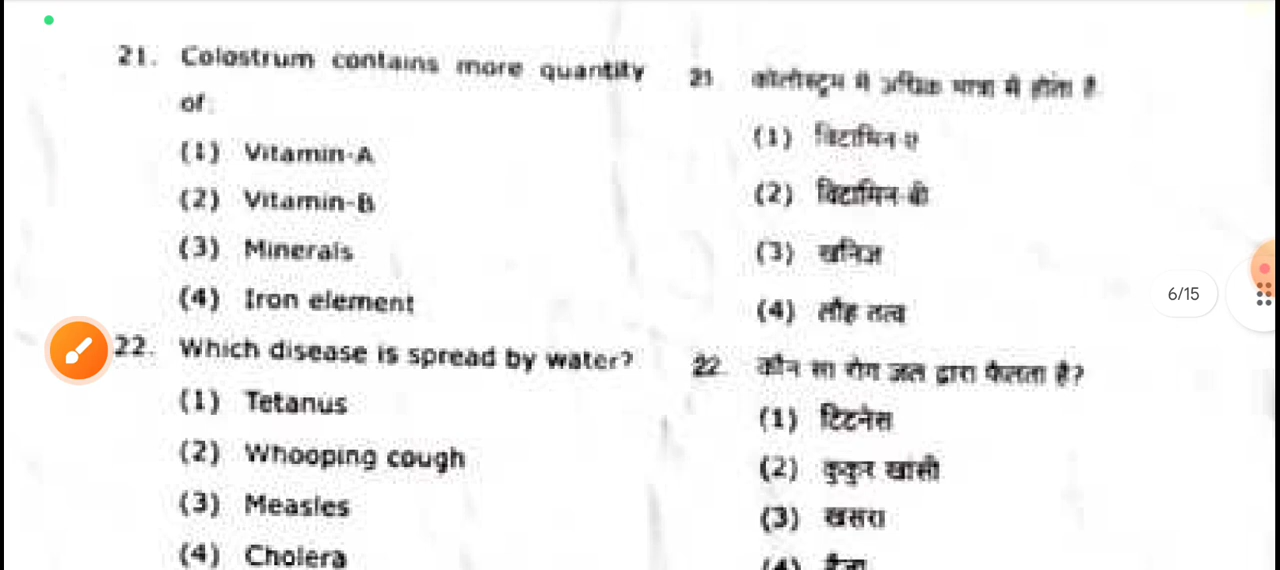 21. Colostrum contains more quantity
of:
(1) Vitamin-A
(2) Vitamin-B
(3) Minerals
(4) Iron element
22. Which disease is spread by water?
(1) Tetanus
(2) Whooping cough
(3) Measles
(4) Cholera
21 कोलोस्ट्रम में अधिक मात्रा में होता है
(1) विटामिन-ए
(2) विटामिन-बी
(3) खनिज
(4) लौह तत्व
22 कौन सा रोग जल द्वारा फैलता है?
(1) टिटनेस
(2) कुकुर खांसी
(3) खसरा
(4) हैजा
6/15